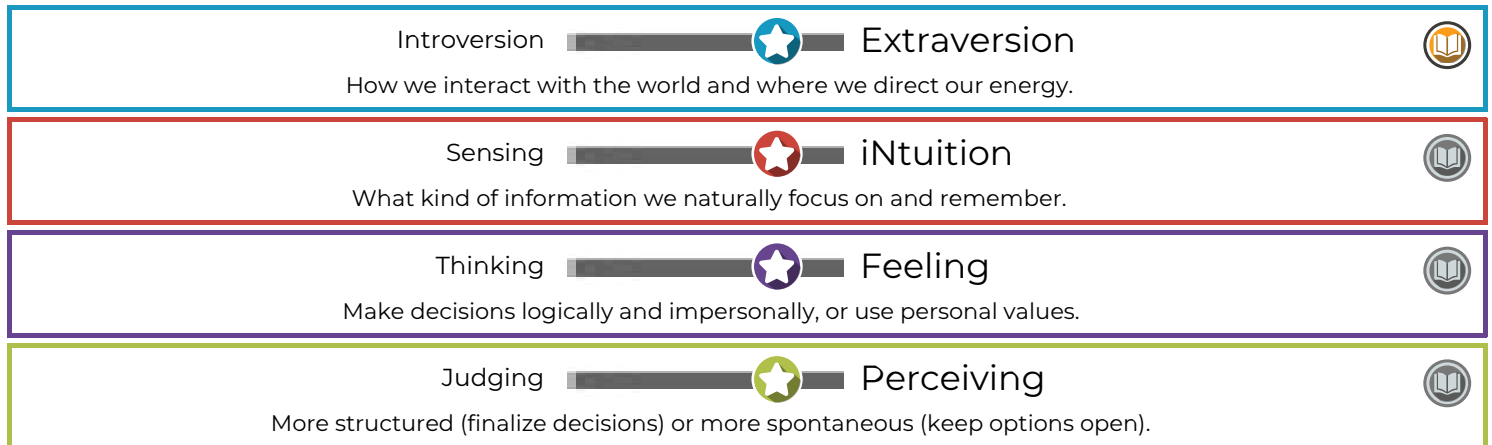 Introversion Extraversion
How we interact with the world and where we direct our energy.
Sensing iNtuition
What kind of information we naturally focus on and remember.
Thinking Feeling
Make decisions logically and impersonally, or use personal values.
Judging Perceiving
More structured (finalize decisions) or more spontaneous (keep options open).